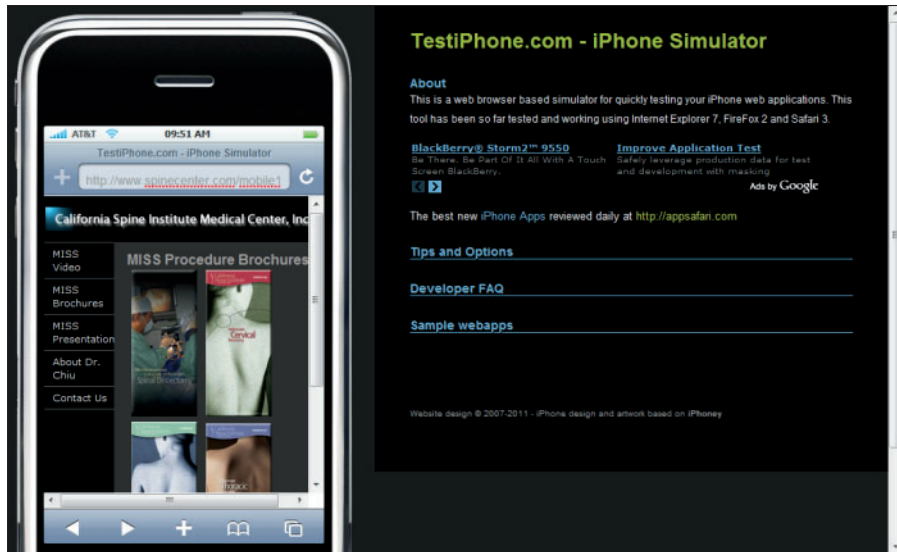 AT&T 09:51 AM
TestiPhone.com - iPhone Simulator
http://www.spinecenter.com/mobile1
California Spine Institute Medical Center, Inc
MISS
Video
MISS
Brochures
MISS
Presentation
About Dr.
Chiu
Contact Us
MISS Procedure Brochures
Spinal Discectomy
Cervical
Thoracic
TestiPhone.com - iPhone Simulator
About
This is a web browser based simulator for quickly testing your iPhone web applications. This
tool has been so far tested and working using Internet Explorer 7, FireFox 2 and Safari 3.
BlackBerry® Storm2™ 9550
Be There. Be Part Of It All With A Touch
Screen BlackBerry.
Improve Application Test
Safely leverage production data for test
and development with masking
Ads by Google
The best new iPhone Apps reviewed daily at http://appsafari.com
Tips and Options
Developer FAQ
Sample webapps
Website design © 2007-2011 - iPhone design and artwork based on iPhoney